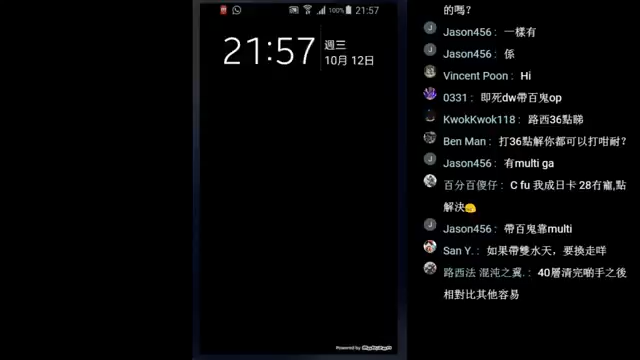 100% 21:57
21:57
週三
10月 12日
Powered by
的嗎?
Jason456 : 一樣有
Jason456 : 係
Vincent Poon : Hi
0331 : 即死dw帶百鬼op
KwokKwok118 : 路西36點睇
Ben Man : 打36點解你都可以打咁耐?
Jason456 : 有multi ga
百分百傻仔 : C fu 我成日卡 28冇寵,點
解決
Jason456 : 帶百鬼靠multi
San Y. : 如果帶雙水天，要換走咩
路西法 混沌之翼. : 40層清完啲手之後
相對比其他容易